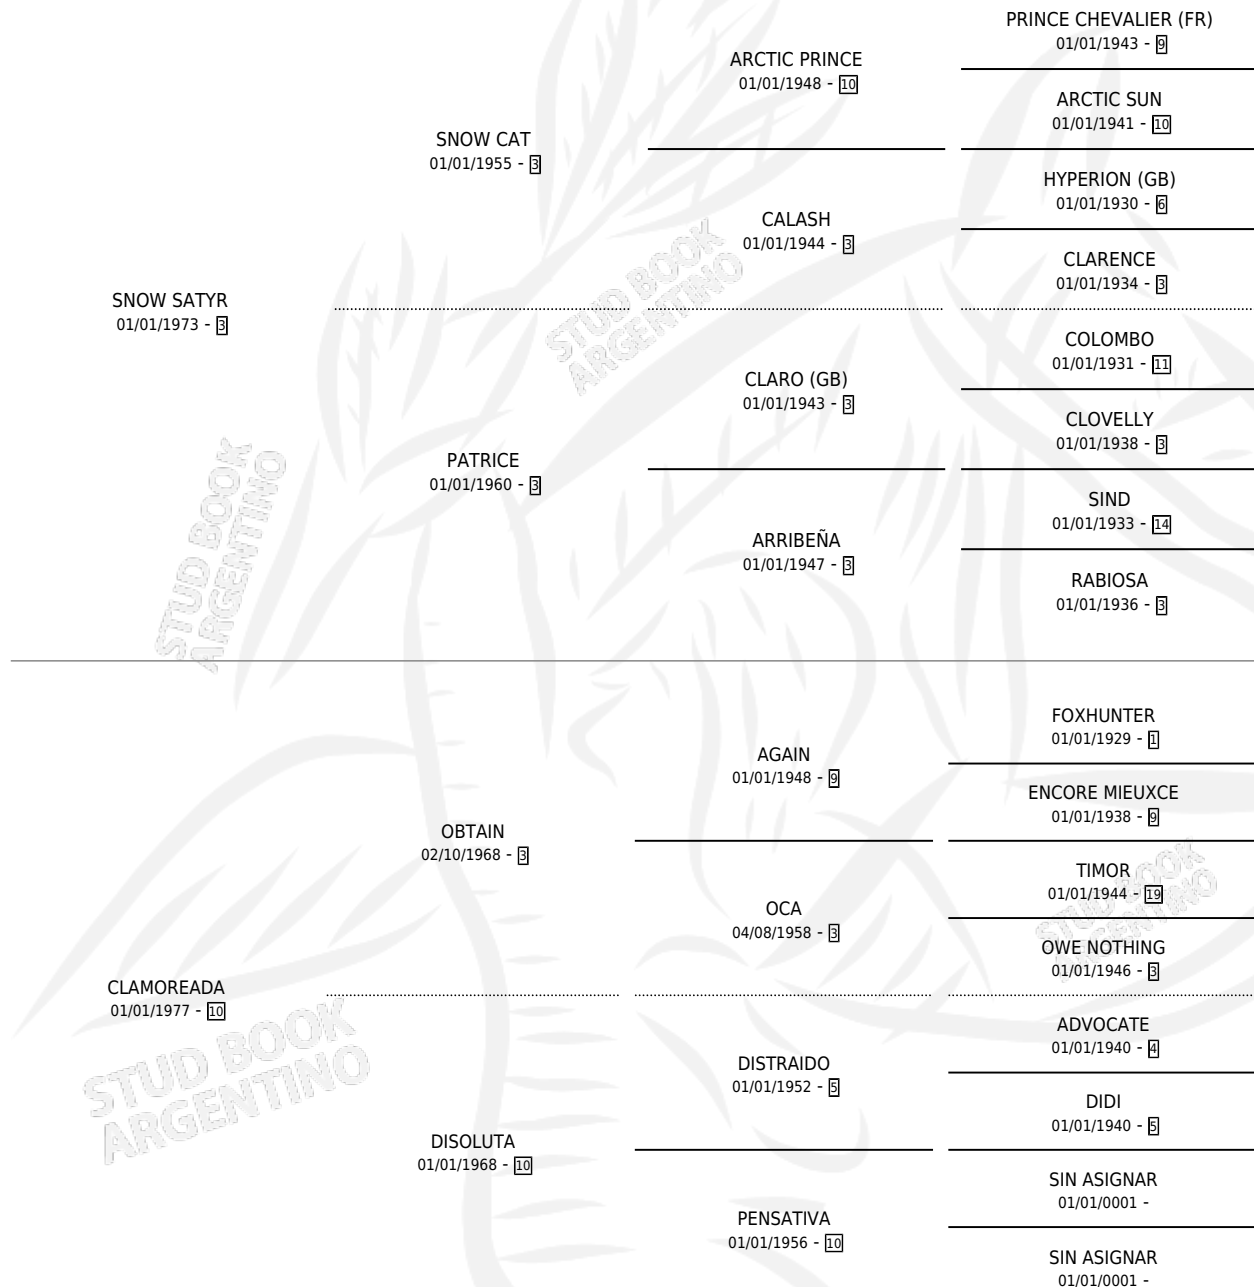 PRINCE CHEVALIER (FR)
01/01/1943 - 9
ARCTIC PRINCE
01/01/1948 - 10
ARCTIC SUN
01/01/1941 - 10
SNOW CAT
01/01/1955 - 3
HYPERION (GB)
01/01/1930 - 6
CALASH
01/01/1944 - 3
CLARENCE
01/01/1934 - 3
SNOW SATYR
01/01/1973 - 3
COLOMBO
01/01/1931 - 11
CLARO (GB)
01/01/1943 - 3
CLOVELLY
01/01/1938 - 3
PATRICE
01/01/1960 - 3
SIND
01/01/1933 - 14
ARRIBEÑA
01/01/1947 - 3
RABIOSA
01/01/1936 - 3
FOXHUNTER
01/01/1929 - 1
AGAIN
01/01/1948 - 9
ENCORE MIEUXCE
01/01/1938 - 9
OBTAIN
02/10/1968 - 3
TIMOR
01/01/1944 - 19
OCA
04/08/1958 - 3
OWE NOTHING
01/01/1946 - 3
CLAMOREADA
01/01/1977 - 10
ADVOCATE
01/01/1940 - 4
DISTRAIDO
01/01/1952 - 5
DIDI
01/01/1940 - 5
DISOLUTA
01/01/1968 - 10
SIN ASIGNAR
01/01/0001 -
PENSATIVA
01/01/1956 - 10
SIN ASIGNAR
01/01/0001 -
STUD BOOK
ARGENTINO
STUD BOOK
ARGENTINO
STUD BOOK
ARGENTINO
STUD BOOK
ARGENTINO